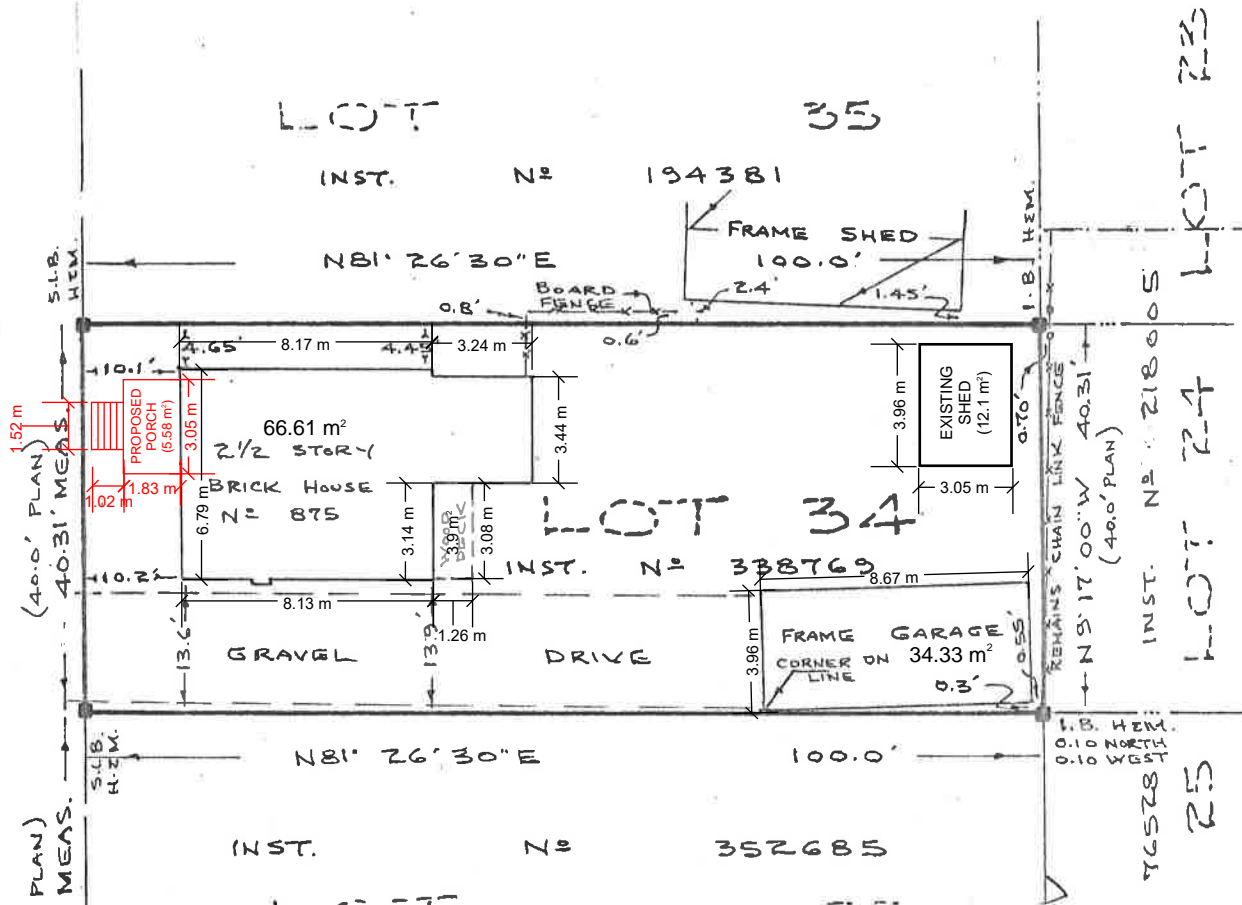 LOT 35
LOT 23
INST. Nº 194381
FRAME SHED
N81° 26' 30" E 100.0'
S.I.B.
H&M.
I.B. H&M.
BOARD
FENCE
0.8'
2.4'
1.45'
0.6'
4.65'
8.17 m
4.45'
3.24 m
10.1'
1.52 m
PROPOSED
PORCH
(5.58 m²)
3.05 m
1.02 m
1.83 m
66.61 m²
2 1/2 STORY
BRICK HOUSE
Nº 875
6.79 m
3.44 m
3.14 m
3.9 m²
WOOD
DECK
3.08 m
3.96 m
EXISTING
SHED
(12.1 m²)
3.05 m
0.70'
LOT 34
INST. Nº 338769
10.2'
8.13 m
1.26 m
8.67 m
13.6'
13.9'
GRAVEL DRIVE
3.96 m
FRAME GARAGE
34.33 m²
CORNER ON
LINE
0.55'
0.3'
(40.0' PLAN)
40.31' MEAS.
REMAINS CHAIN LINK FENCE
N9° 17' 00" W 40.31'
(40.0' PLAN)
INST. Nº 218005
LOT 24
S.I.B.
H&M.
N81° 26' 30" E 100.0'
I.B. H&M.
0.10 NORTH
0.10 WEST
PLAN)
MEAS.
INST. Nº 352685
76528
25